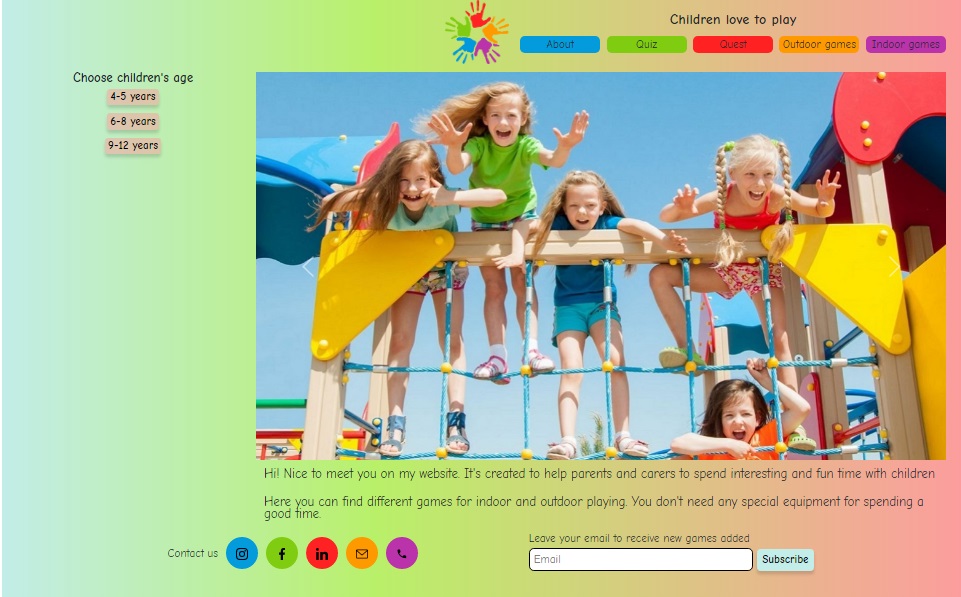 Children love to play
About
Quiz
Quest
Outdoor games
Indoor games
Choose children's age
4-5 years
6-8 years
9-12 years
Hi! Nice to meet you on my website. It's created to help parents and carers to spend interesting and fun time with children
Here you can find different games for indoor and outdoor playing. You don't need any special equipment for spending a
good time.
Contact us
Leave your email to receive new games added
Email
Subscribe